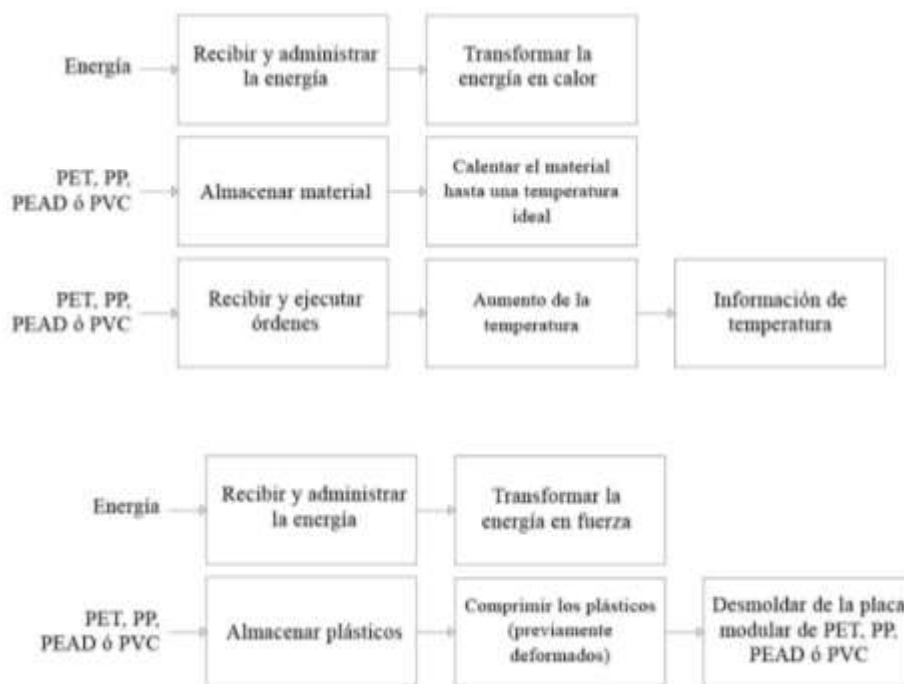 Energía
Recibir y administrar
la energía
Transformar la
energía en calor
PET, PP,
PEAD ó PVC
Almacenar material
Calentar el material
hasta una temperatura
ideal
PET, PP,
PEAD ó PVC
Recibir y ejecutar
órdenes
Aumento de la
temperatura
Información de
temperatura
Energía
Recibir y administrar
la energía
Transformar la
energía en fuerza
PET, PP,
PEAD ó PVC
Almacenar plásticos
Comprimir los plásticos
(previamente
deformados)
Desmoldar de la placa
modular de PET, PP,
PEAD ó PVC